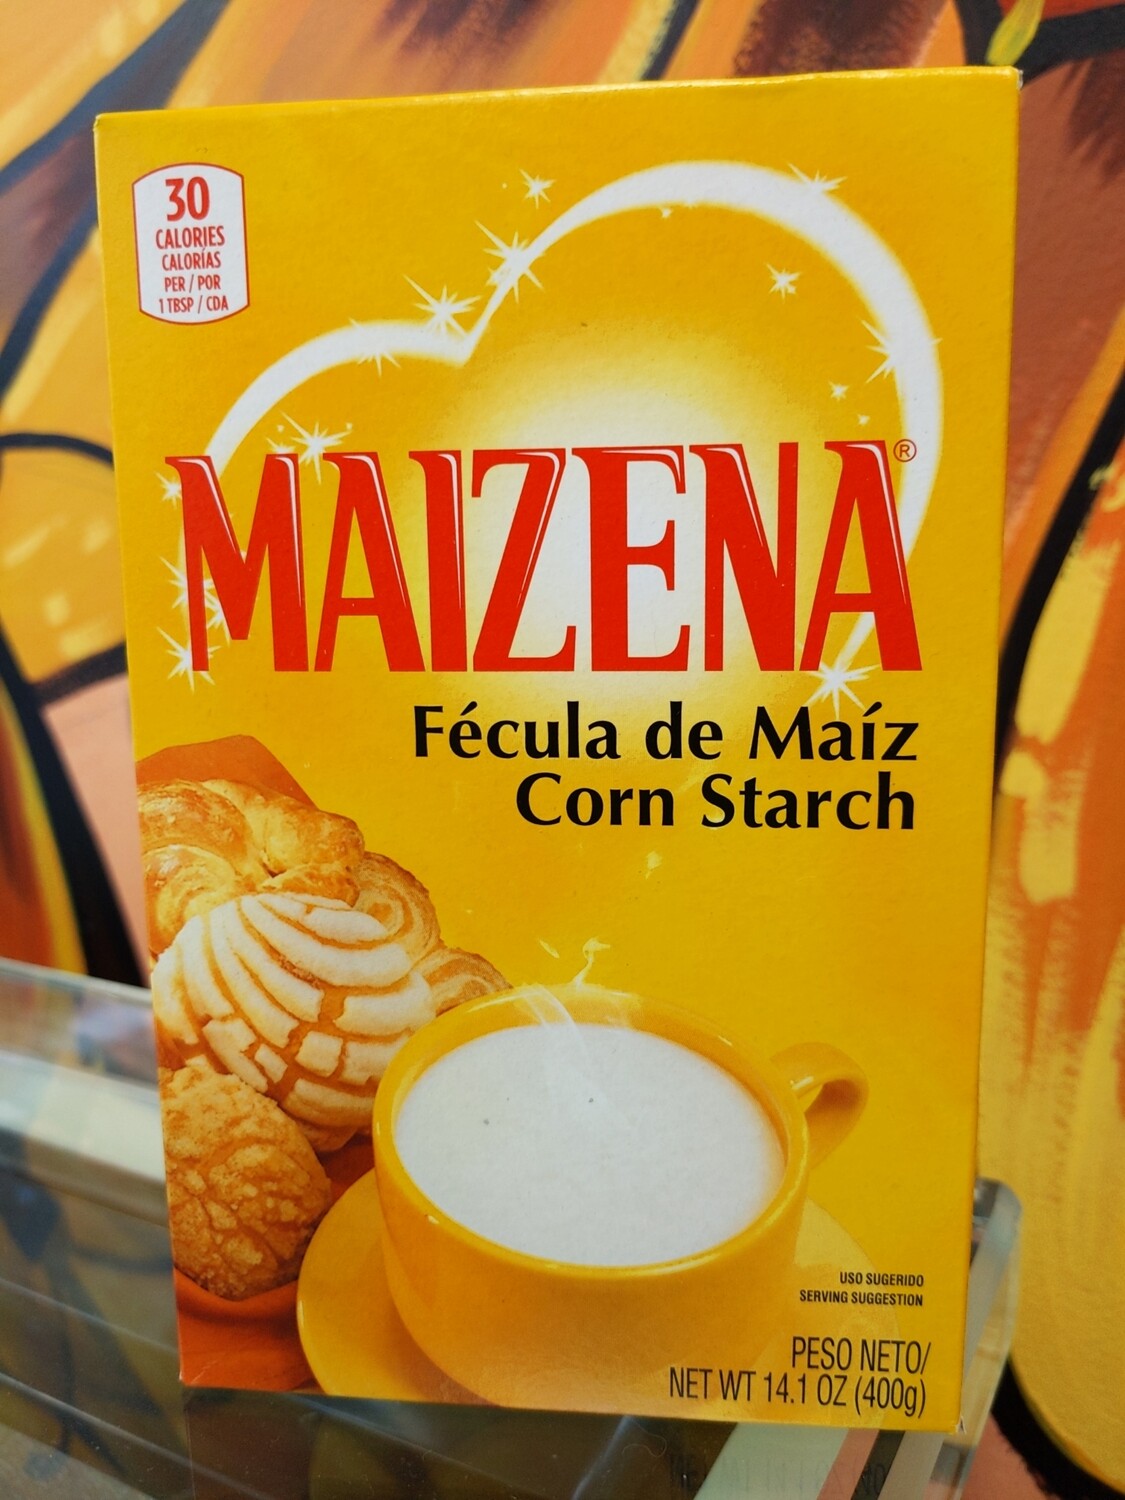 30
CALORIES
CALORÍAS
PER / POR
1 TBSP / CDA
MAIZENA®
Fécula de Maíz
Corn Starch
USO SUGERIDO
SERVING SUGGESTION
PESO NETO/
NET WT 14.1 OZ (400g)